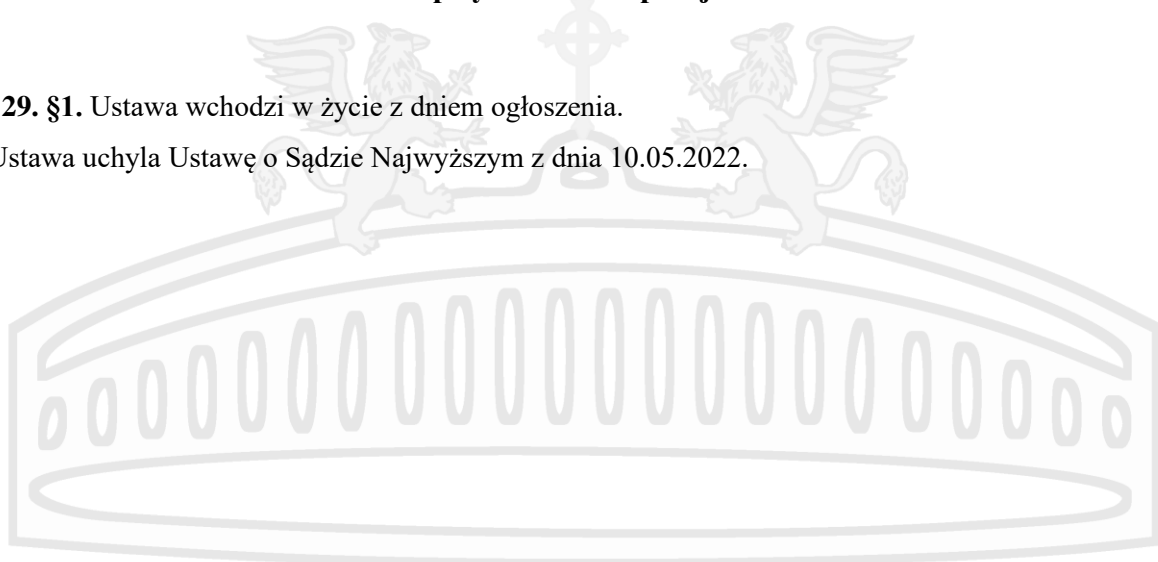 29. §1. Ustawa wchodzi w życie z dniem ogłoszenia.
Ustawa uchyla Ustawę o Sądzie Najwyższym z dnia 10.05.2022.